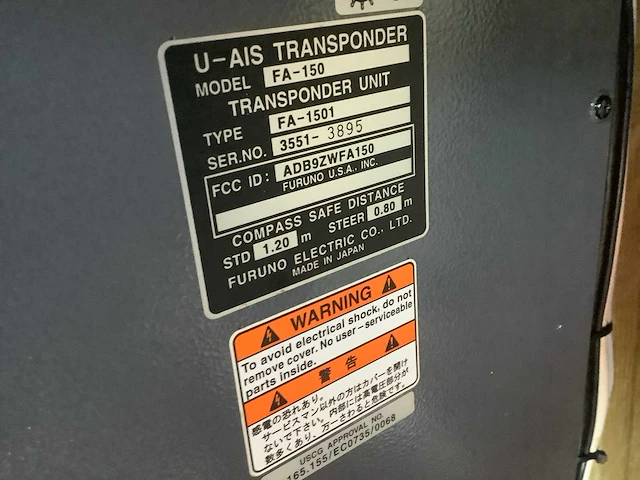 U-AIS TRANSPONDER
MODEL FA-150
TRANSPONDER UNIT
TYPE FA-1501
SER.NO. 3551-3895
FCC ID: ADB9ZWFA150
FURUNO U.S.A., INC.
COMPASS SAFE DISTANCE
STD 1.20 m STEER 0.80 m
FURUNO ELECTRIC CO., LTD.
MADE IN JAPAN
WARNING
To avoid electrical shock, do not
remove cover. No user-serviceable
parts inside.
警告
感電の恐れあり。
サービスマン以外の方はカバーを開け
ないで下さい。内部には高電圧部分が
数多くあり、万一さわると危険です。
USCG APPROVAL NO.
165.155/EC0735/0068